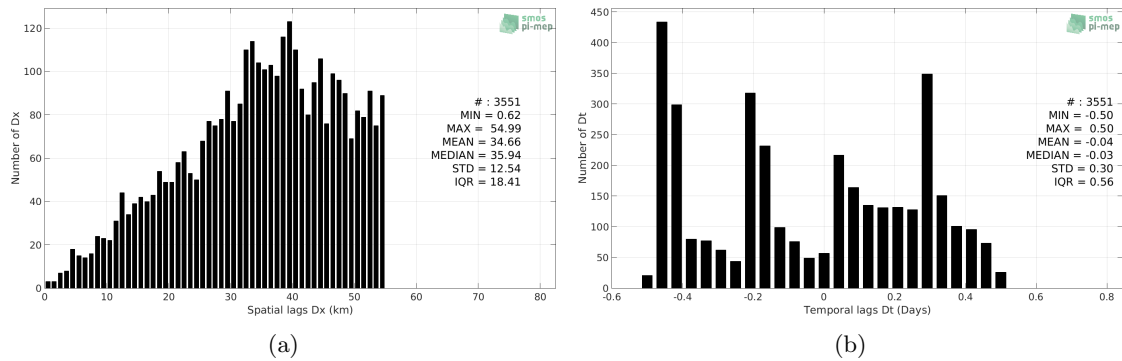 smos
pi-mep
120
100
80
60
40
20
0
Number of Dx
# : 3551
MIN = 0.62
MAX = 54.99
MEAN = 34.66
MEDIAN = 35.94
STD = 12.54
IQR = 18.41
0 10 20 30 40 50 60 70 80
Spatial lags Dx (km)
(a)
smos
pi-mep
450
400
350
300
250
200
150
100
50
0
Number of Dt
# : 3551
MIN = -0.50
MAX = 0.50
MEAN = -0.04
MEDIAN = -0.03
STD = 0.30
IQR = 0.56
-0.6 -0.4 -0.2 0 0.2 0.4 0.6 0.8
Temporal lags Dt (Days)
(b)